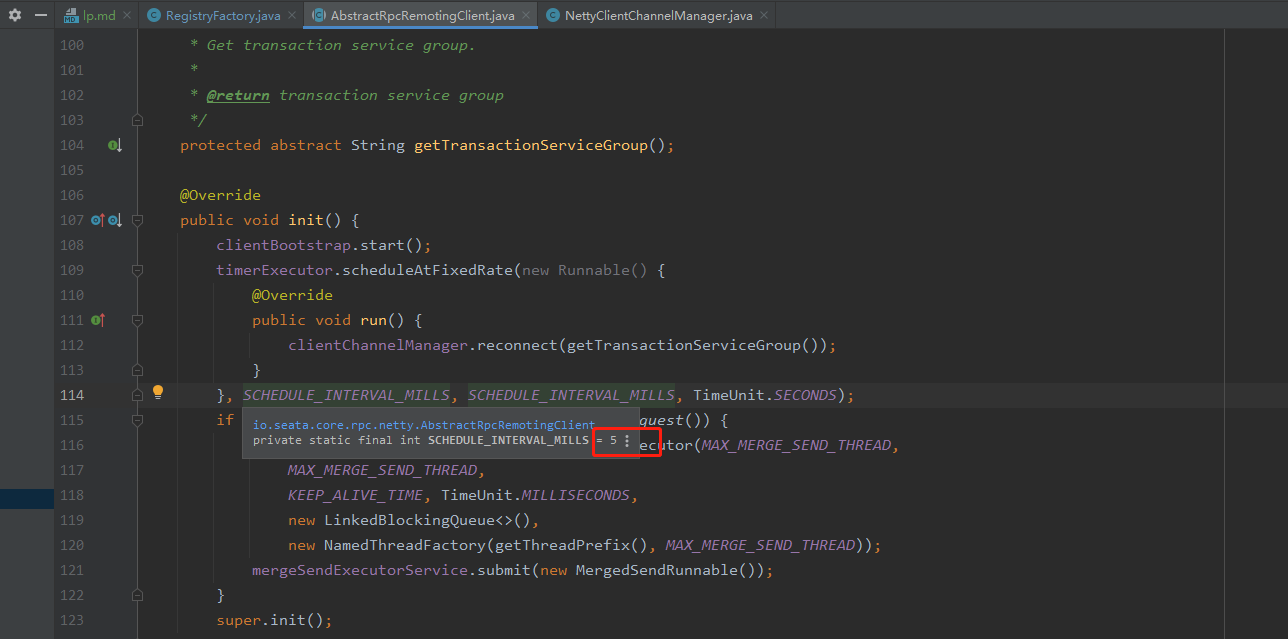 lp.md RegistryFactory.java AbstractRpcRemotingClient.java NettyClientChannelManager.java
100 * Get transaction service group.
101 *
102 * @return transaction service group
103 */
104 protected abstract String getTransactionServiceGroup();
105
106 @Override
107 public void init() {
108 clientBootstrap.start();
109 timerExecutor.scheduleAtFixedRate(new Runnable() {
110 @Override
111 public void run() {
112 clientChannelManager.reconnect(getTransactionServiceGroup());
113 }
114 }, SCHEDULE_INTERVAL_MILLS, SCHEDULE_INTERVAL_MILLS, TimeUnit.SECONDS);
115 if quest()) {
io.seata.core.rpc.netty.AbstractRpcRemotingClient
private static final int SCHEDULE_INTERVAL_MILLS = 5
116 ecutor(MAX_MERGE_SEND_THREAD,
117 MAX_MERGE_SEND_THREAD,
118 KEEP_ALIVE_TIME, TimeUnit.MILLISECONDS,
119 new LinkedBlockingQueue<>(),
120 new NamedThreadFactory(getThreadPrefix(), MAX_MERGE_SEND_THREAD));
121 mergeSendExecutorService.submit(new MergedSendRunnable());
122 }
123 super.init();